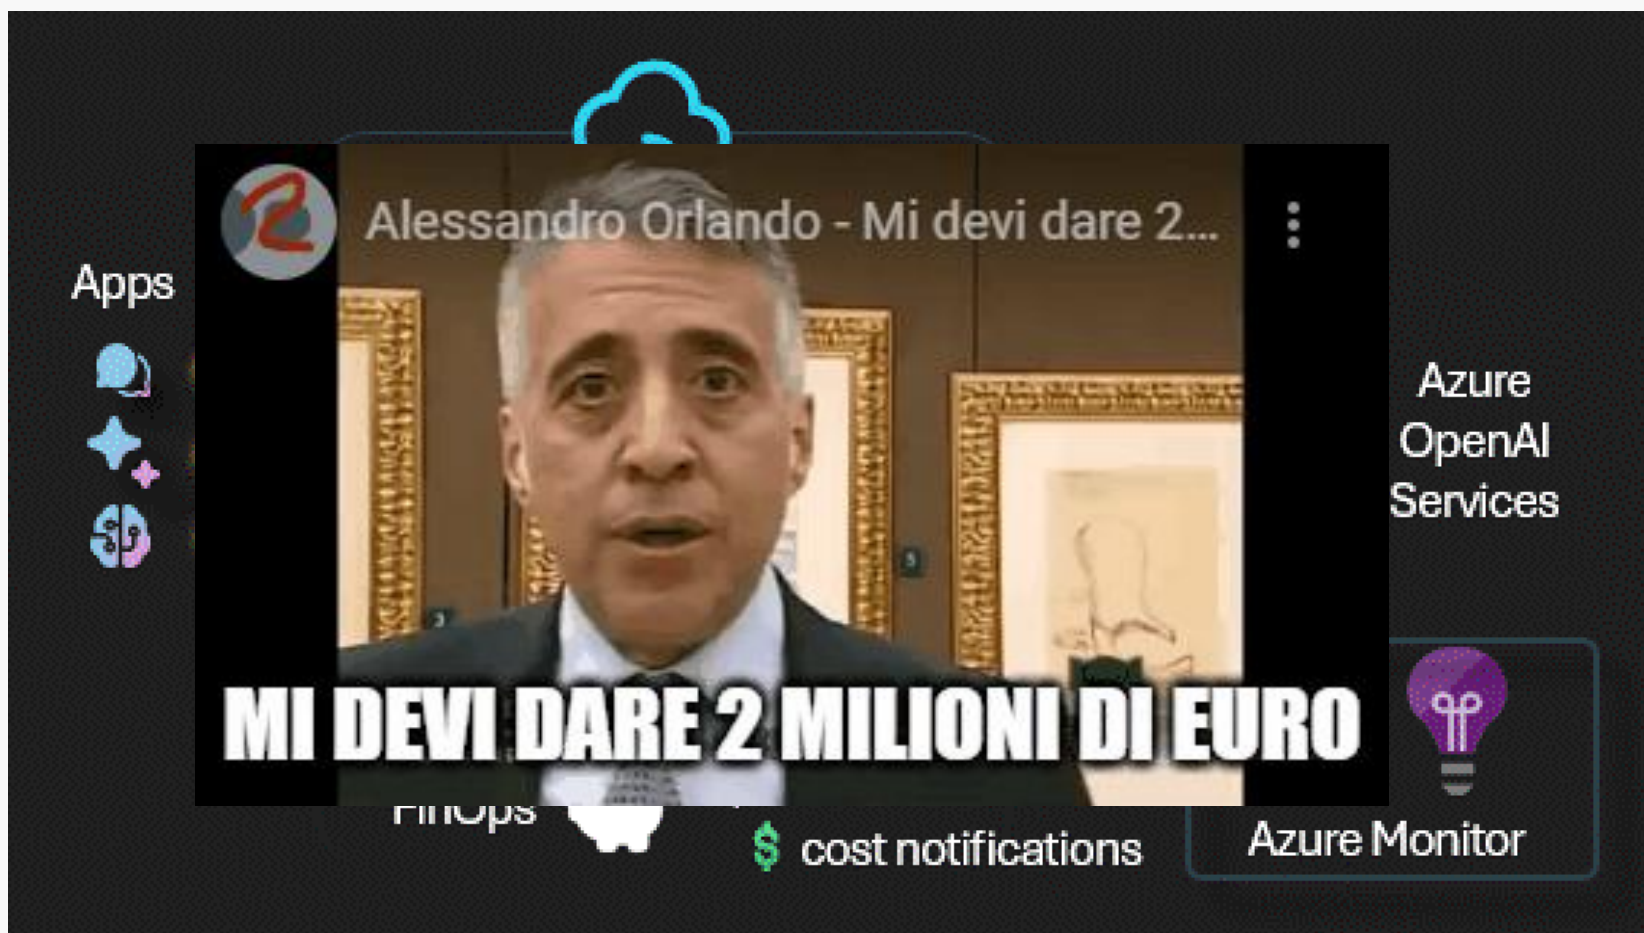 Alessandro Orlando - Mi devi dare 2...
Apps
Azure
OpenAI
Services
MI DEVI DARE 2 MILIONI DI EURO
FinOps
$ cost notifications
Azure Monitor